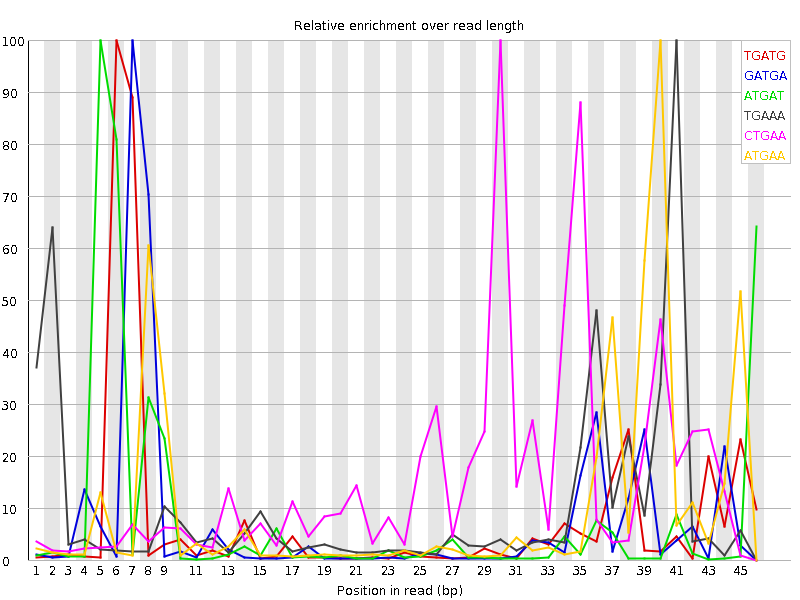 Relative enrichment over read length
100
90
80
70
60
50
40
30
20
10
0
TGATG
GATGA
ATGAT
TGAAA
CTGAA
ATGAA
1 2 3 4 5 6 7 8 9 11 13 15 17 19 21 23 25 27 29 31 33 35 37 39 41 43 45
Position in read (bp)